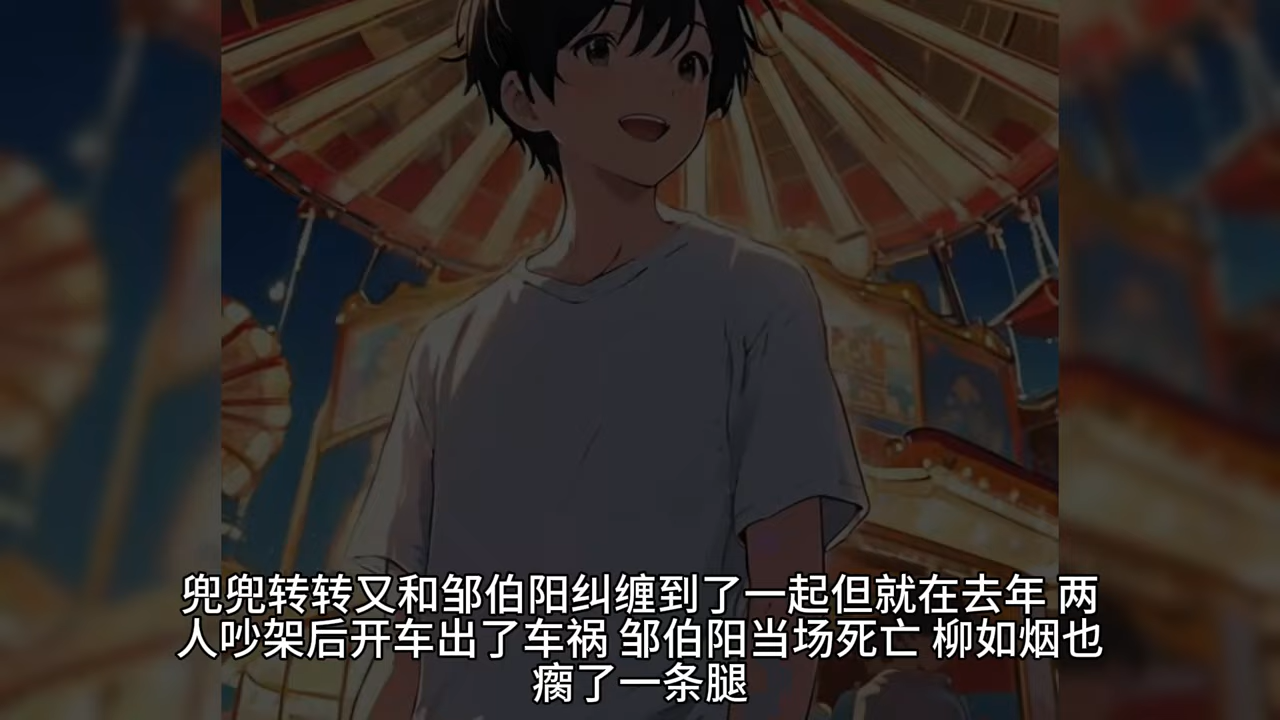 兜兜转转又和邹伯阳纠缠到了一起但就在去年 两
人吵架后开车出了车祸 邹伯阳当场死亡 柳如烟也
瘸了一条腿